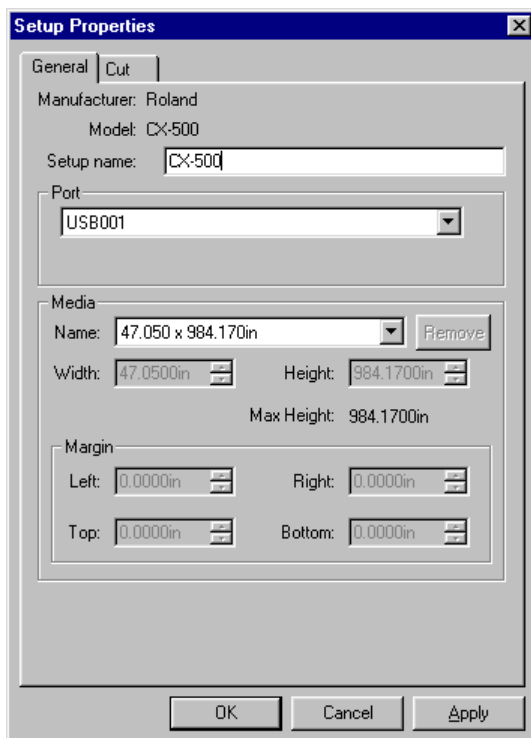 Setup Properties
General Cut
Manufacturer: Roland
Model: CX-500
Setup name: CX-500
Port
USB001
Media
Name: 47.050 x 984.170in Remove
Width: 47.0500in Height: 984.1700in
Max Height: 984.1700in
Margin
Left: 0.0000in Right: 0.0000in
Top: 0.0000in Bottom: 0.0000in
OK Cancel Apply